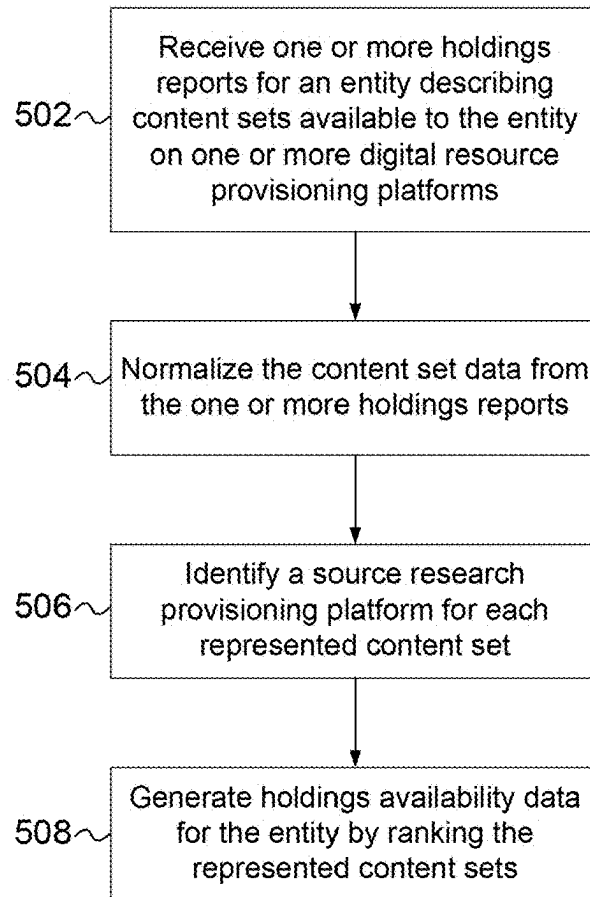 Receive one or more holdings
reports for an entity describing
502
content sets available to the entity
on one or more digital resource
provisioning platforms
504
Normalize the content set data from
the one or more holdings reports
Identify a source research
506
provisioning platform for each
represented content set
Generate holdings availability data
508
for the entity by ranking the
represented content sets